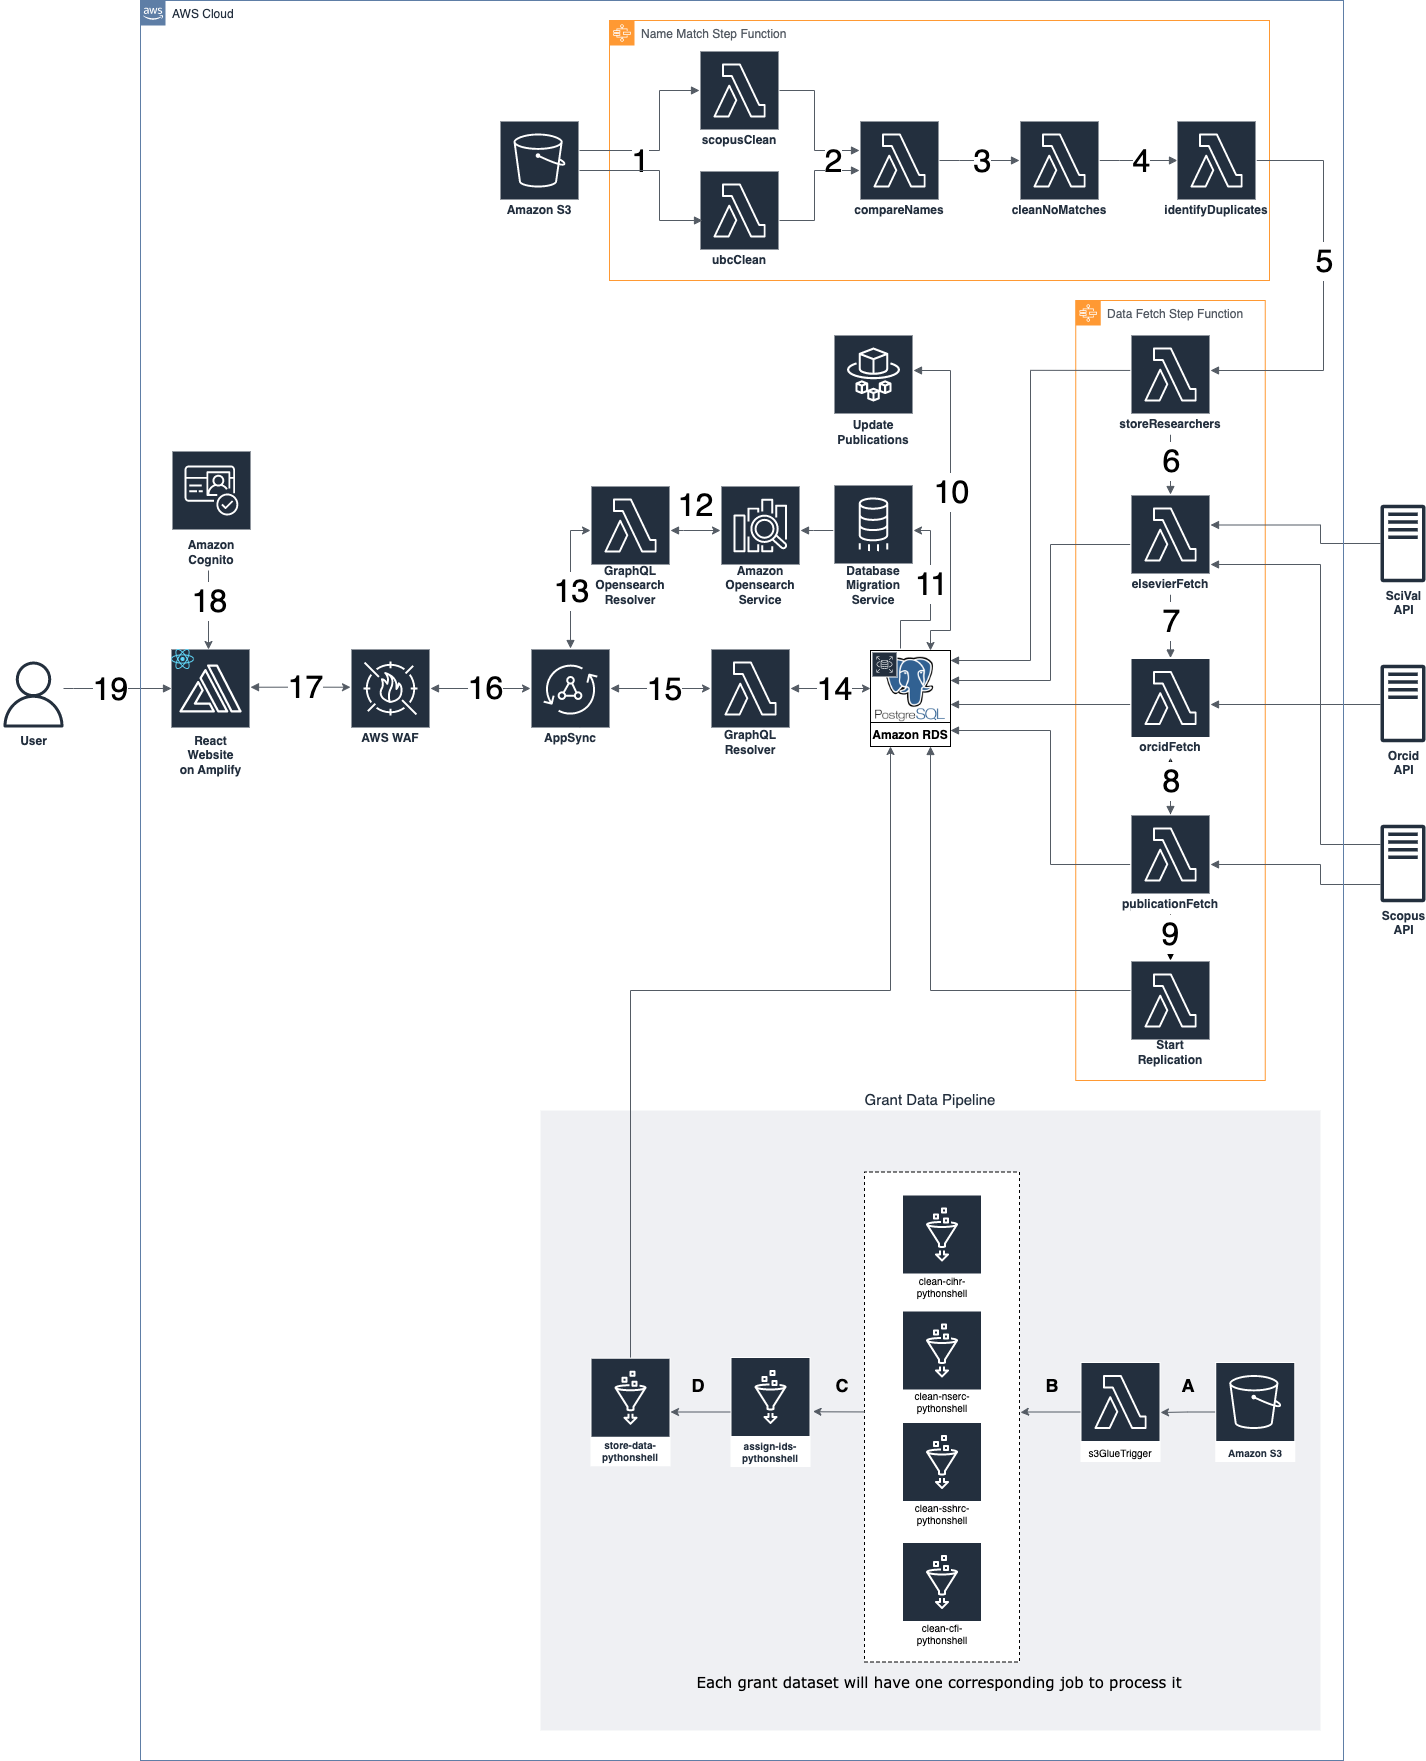 aws
AWS Cloud
Name Match Step Function
scopusClean
Amazon S3
1
2
3
4
compareNames
cleanNoMatches
identifyDuplicates
ubcClean
5
Data Fetch Step Function
storeResearchers
6
Update
Publications
10
Amazon
Cognito
18
12
GraphQL
Opensearch
Resolver
Amazon
Opensearch
Service
Database
Migration
Service
13
11
elsevierFetch
7
SciVal
API
19
User
React
Website
on Amplify
17
AWS WAF
16
AppSync
15
GraphQL
Resolver
14
PostgreSQL
Amazon RDS
orcidFetch
8
Orcid
API
publicationFetch
9
Scopus
API
Start
Replication
Grant Data Pipeline
clean-cihr-
pythonshell
clean-nserc-
pythonshell
clean-sshrc-
pythonshell
clean-cfi-
pythonshell
D
C
B
A
store-data-
pythonshell
assign-ids-
pythonshell
s3GlueTrigger
Amazon S3
Each grant dataset will have one corresponding job to process it